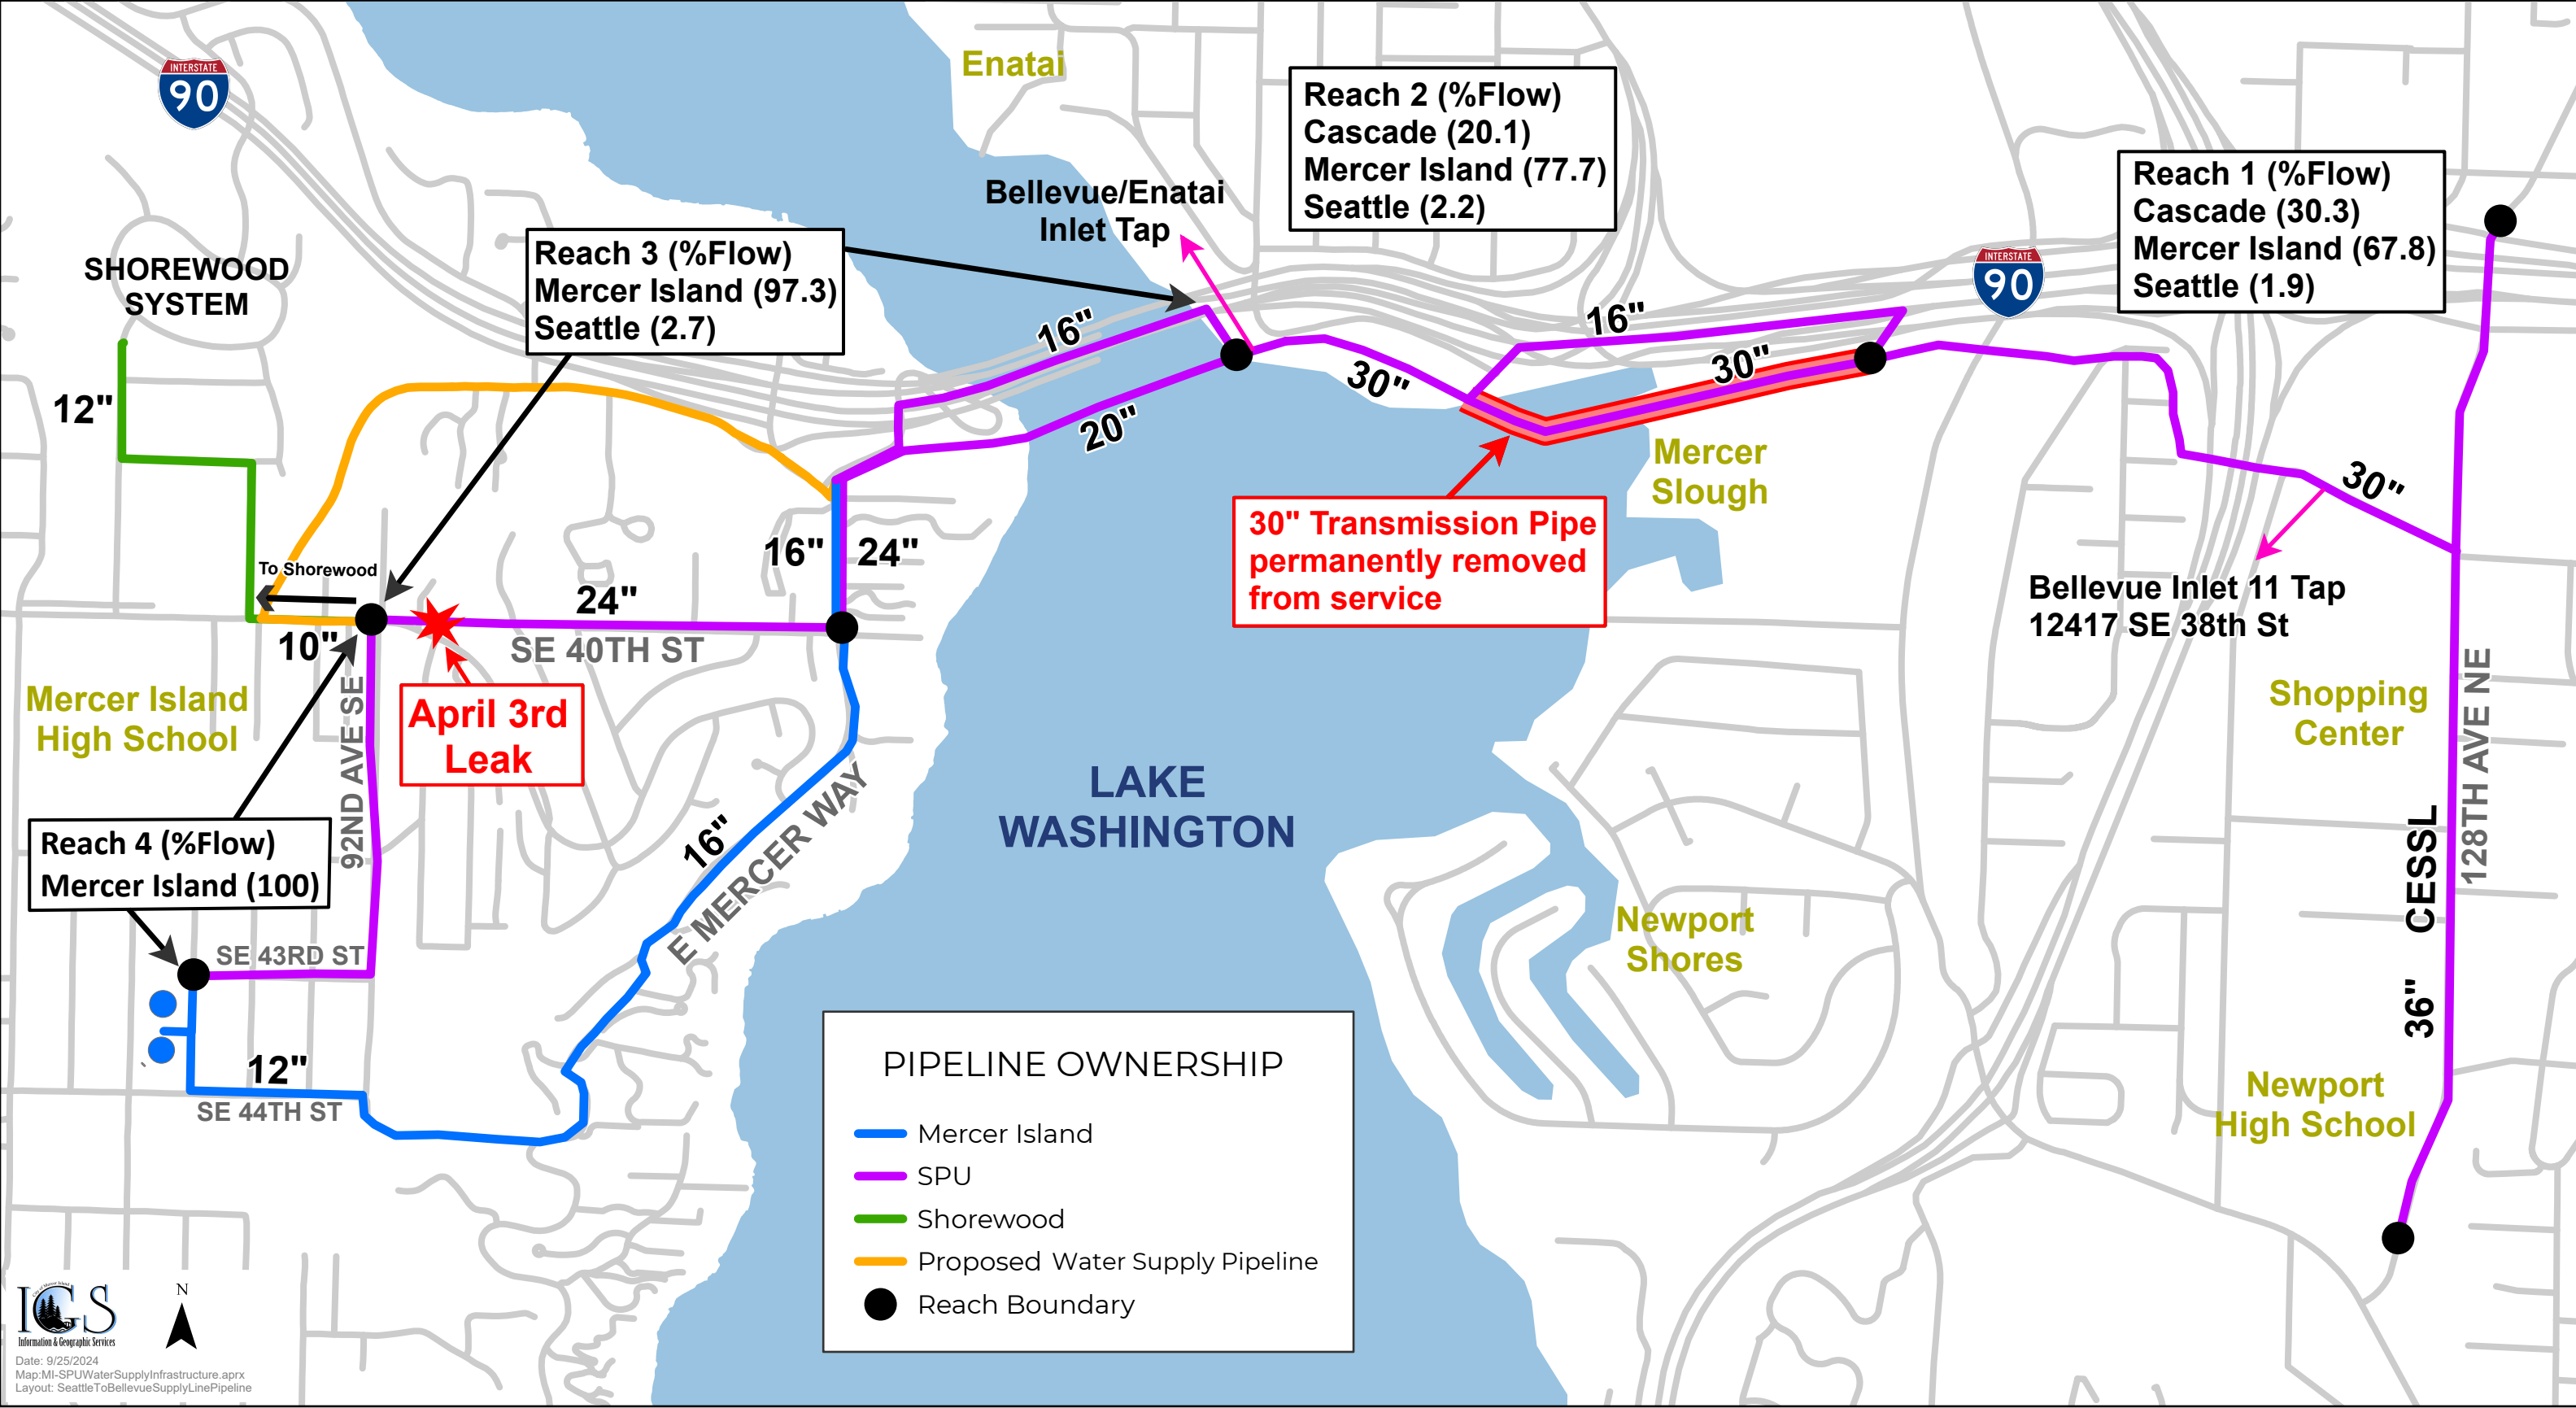 Enatai
INTERSTATE
90
Reach 2 (%Flow)
Cascade (20.1)
Mercer Island (77.7)
Seattle (2.2)
Reach 1 (%Flow)
Cascade (30.3)
Mercer Island (67.8)
Seattle (1.9)
Bellevue/Enatai
Inlet Tap
SHOREWOOD
SYSTEM
Reach 3 (%Flow)
Mercer Island (97.3)
Seattle (2.7)
INTERSTATE
90
16"
16"
30"
30"
12"
20"
Mercer
Slough
30"
30" Transmission Pipe
permanently removed
from service
16"
24"
To Shorewood
24"
SE 40TH ST
10"
Bellevue Inlet 11 Tap
12417 SE 38th St
Mercer Island
High School
92ND AVE SE
April 3rd
Leak
Shopping
Center
128TH AVE NE
LAKE
WASHINGTON
Reach 4 (%Flow)
Mercer Island (100)
16"
E MERCER WAY
36" CESSL
SE 43RD ST
Newport
Shores
12"
SE 44TH ST
Newport
High School
PIPELINE OWNERSHIP
Mercer Island
SPU
Shorewood
Proposed Water Supply Pipeline
Reach Boundary
IGS
Information & Geographic Services
N
Date: 9/25/2024
Map:MI-SPUWaterSupplyInfrastructure.aprx
Layout: SeattleToBellevueSupplyLinePipeline